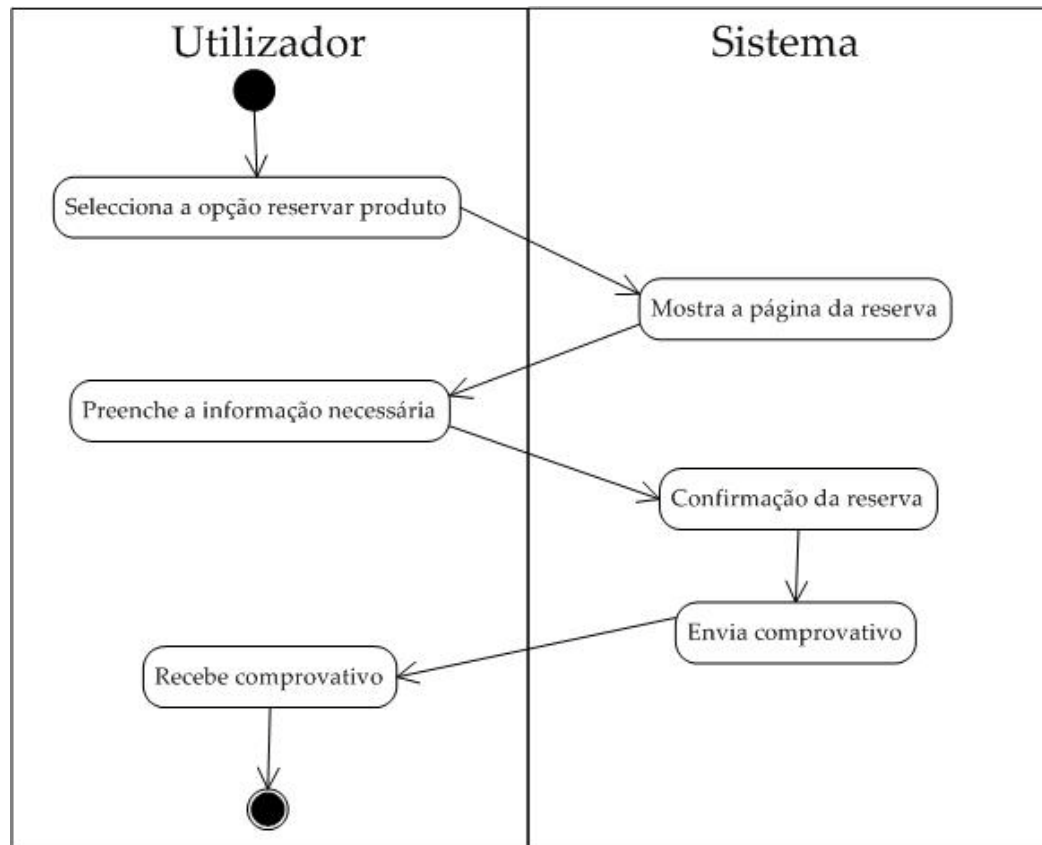 Utilizador
Sistema
Selecciona a opção reservar produto
Mostra a página da reserva
Preenche a informação necessária
Confirmação da reserva
Envia comprovativo
Recebe comprovativo